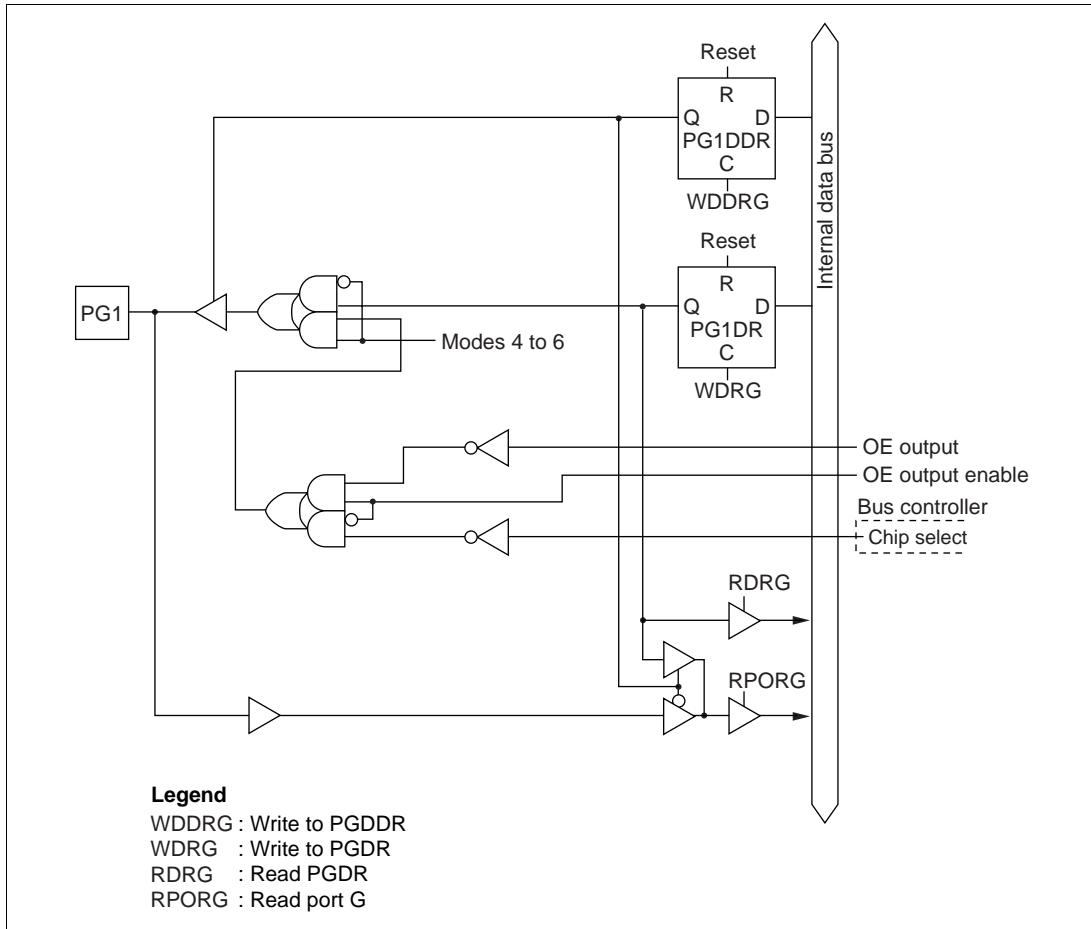 Reset
R
Q D
PG1DDR
C
WDDRG
Internal data bus
Reset
R
Q D
PG1DR
C
WDRG
PG1
Modes 4 to 6
OE output
OE output enable
Bus controller
Chip select
RDRG
RPORG
Legend
WDDRG : Write to PGDDR
WDRG : Write to PGDR
RDRG : Read PGDR
RPORG : Read port G